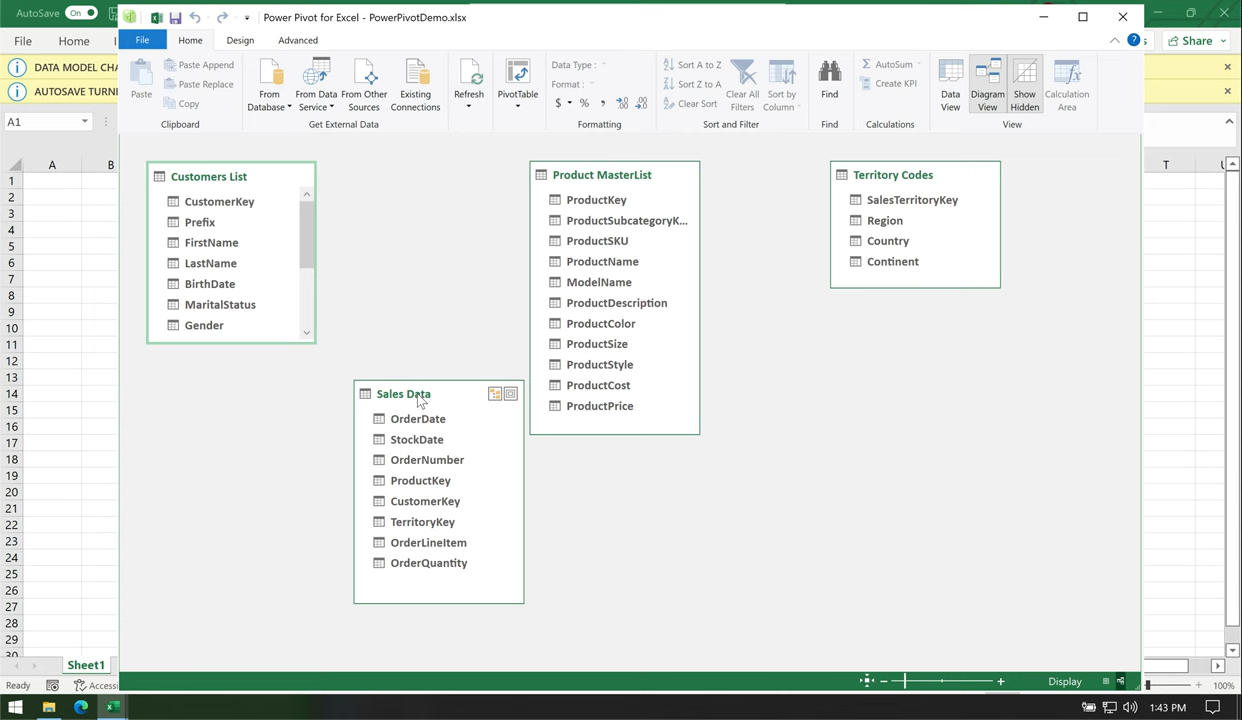 AutoSave On
Power Pivot for Excel - PowerPivotDemo.xlsx
File Home
File Home Design Advanced
Share
DATA MODEL CHA
AUTOSAVE TURNE
Paste
Paste Append
Paste Replace
Copy
Clipboard
From Database
From Data Service
From Other Sources
Existing Connections
Get External Data
Refresh
PivotTable
Data Type :
Format :
$ % ,
Formatting
Sort A to Z
Sort Z to A
Clear Sort
Clear All Filters
Sort by Column
Sort and Filter
Find
Find
AutoSum
Create KPI
Calculations
Data View
Diagram View
Show Hidden
Calculation Area
View
A1
A B T
1
2
3
4
5
6
7
8
9
10
11
12
13
14
15
16
17
18
19
20
21
22
23
24
25
26
27
28
29
30
Customers List
CustomerKey
Prefix
FirstName
LastName
BirthDate
MaritalStatus
Gender
Sales Data
OrderDate
StockDate
OrderNumber
ProductKey
CustomerKey
TerritoryKey
OrderLineItem
OrderQuantity
Product MasterList
ProductKey
ProductSubcategoryK...
ProductSKU
ProductName
ModelName
ProductDescription
ProductColor
ProductSize
ProductStyle
ProductCost
ProductPrice
Territory Codes
SalesTerritoryKey
Region
Country
Continent
Sheet1
Display
Ready Accessi
100%
1:43 PM